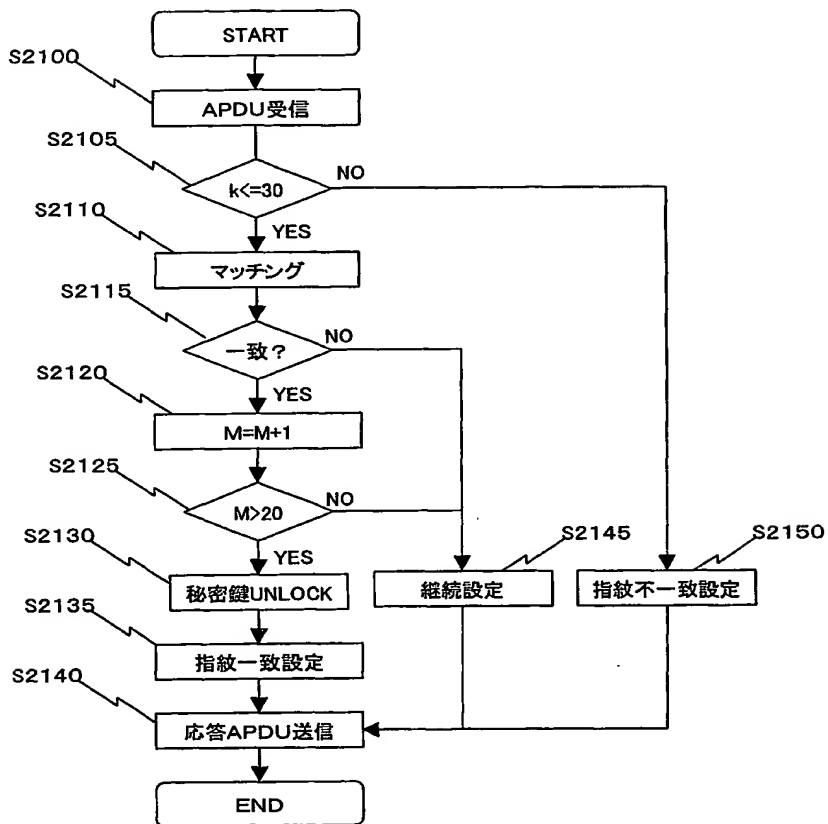 START
S2100
APDU受信
S2105
k<=30
NO
YES
S2110
マッチング
S2115
一致？
NO
YES
S2120
M=M+1
S2125
M>20
NO
YES
S2130
秘密鍵UNLOCK
S2145
継続設定
S2150
指紋不一致設定
S2135
指紋一致設定
S2140
応答APDU送信
END